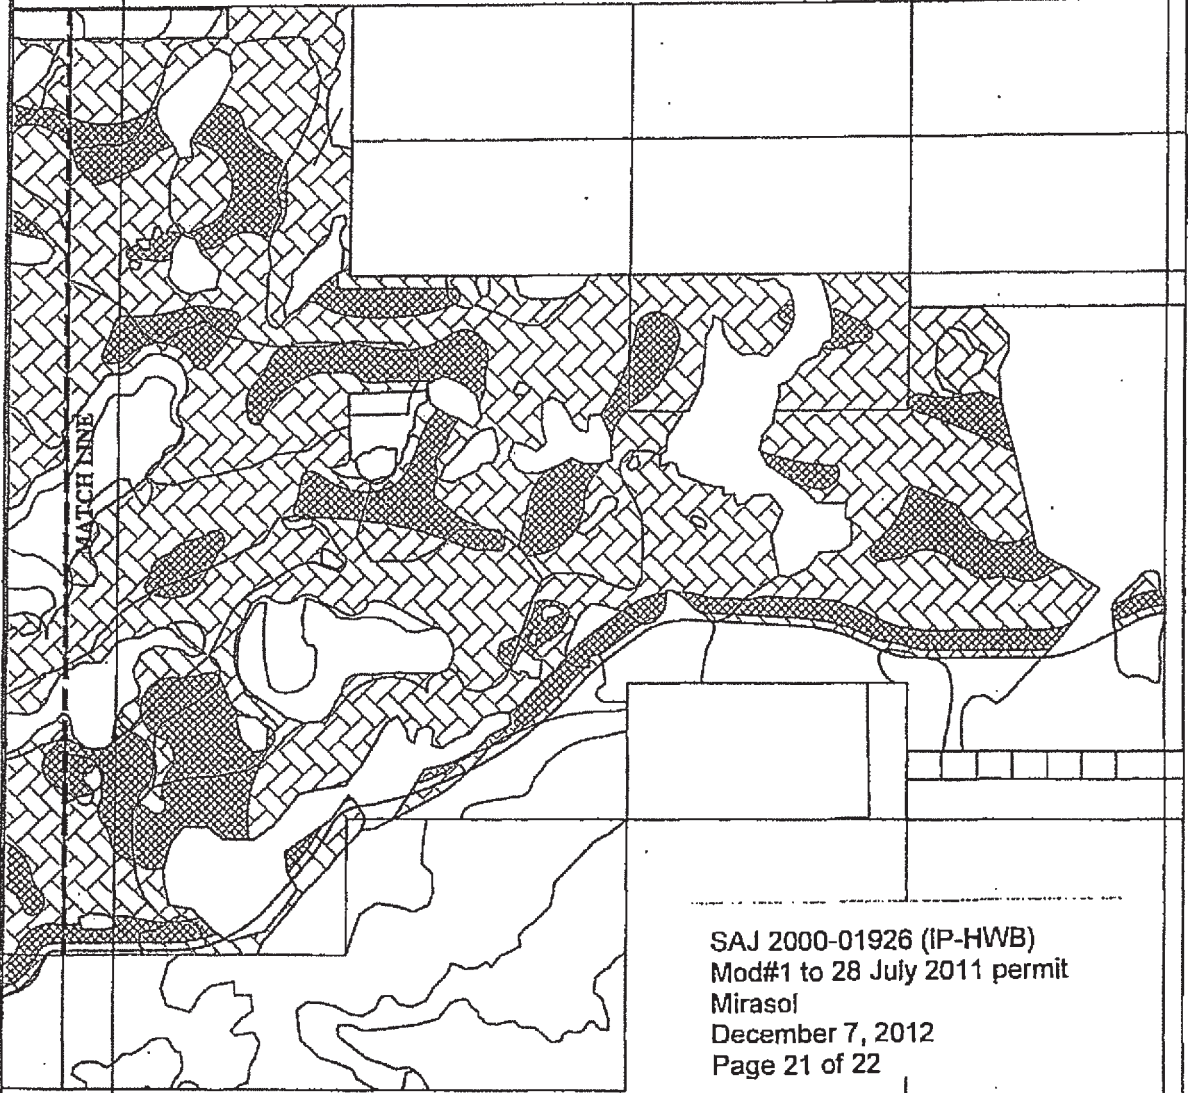 MATCH LINE
SAJ 2000-01926 (IP-HWB)
Mod#1 to 28 July 2011 permit
Mirasol
December 7, 2012
Page 21 of 22